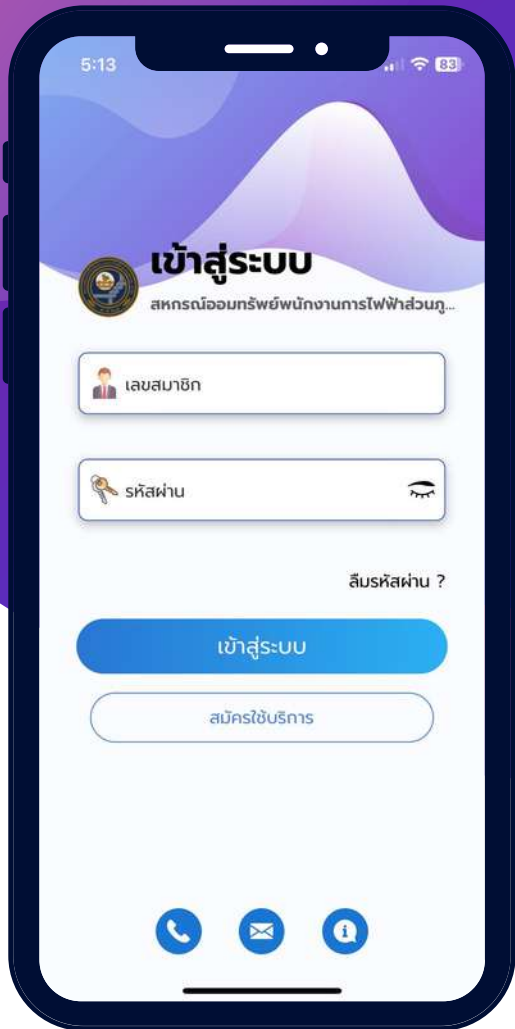 5:13
83
เข้าสู่ระบบ
สหกรณ์ออมทรัพย์พนักงานการไฟฟ้าส่วนภู...
เลขสมาชิก
รหัสผ่าน
ลืมรหัสผ่าน ?
เข้าสู่ระบบ
สมัครใช้บริการ